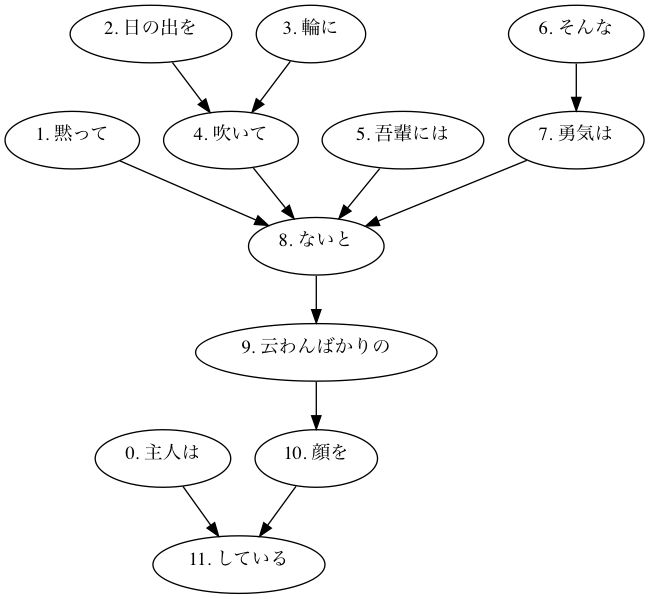 2. 日の出を
3. 輪に
6. そんな
1. 黙って
4. 吹いて
5. 吾輩には
7. 勇気は
8. ないと
9. 云わんばかりの
0. 主人は
10. 顔を
11. している